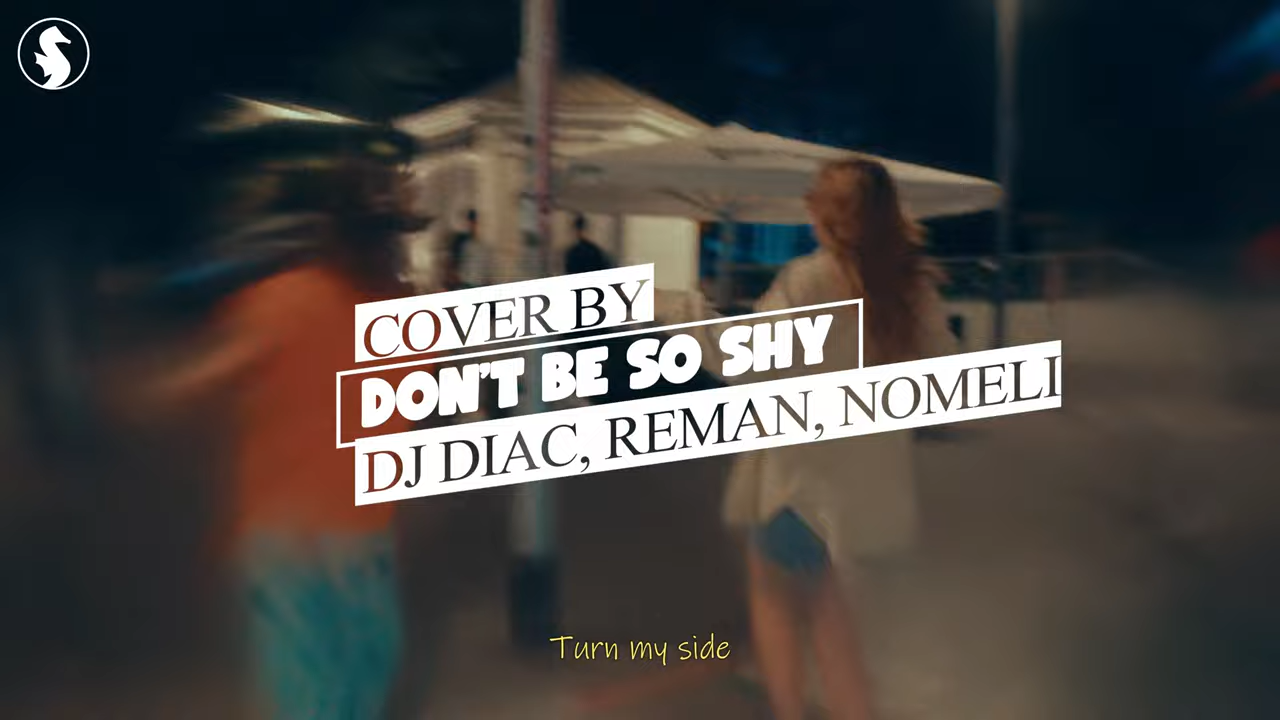 COVER BY
DON'T BE SO SHY
DJ DIAC, REMAN, NOMELI
Turn my side